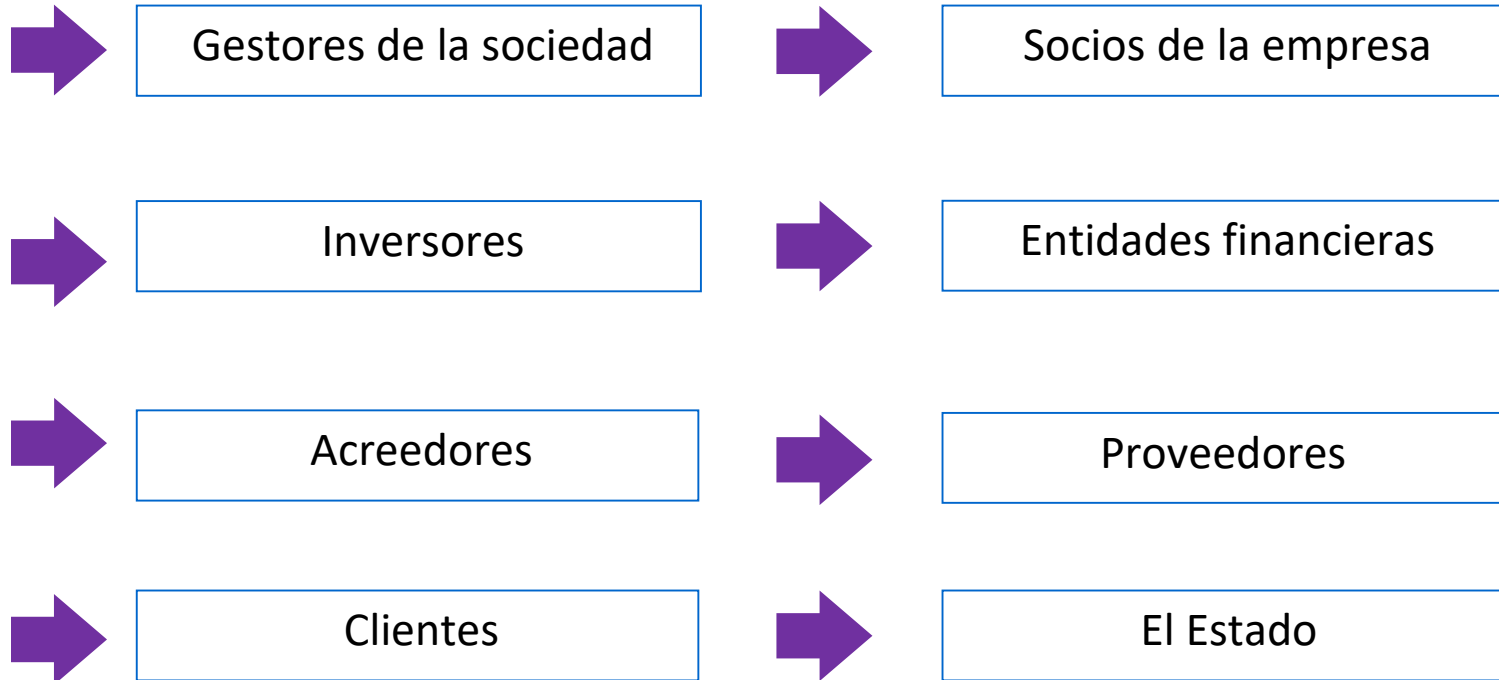 Gestores de la sociedad
Socios de la empresa
Inversores
Entidades financieras
Acreedores
Proveedores
Clientes
El Estado